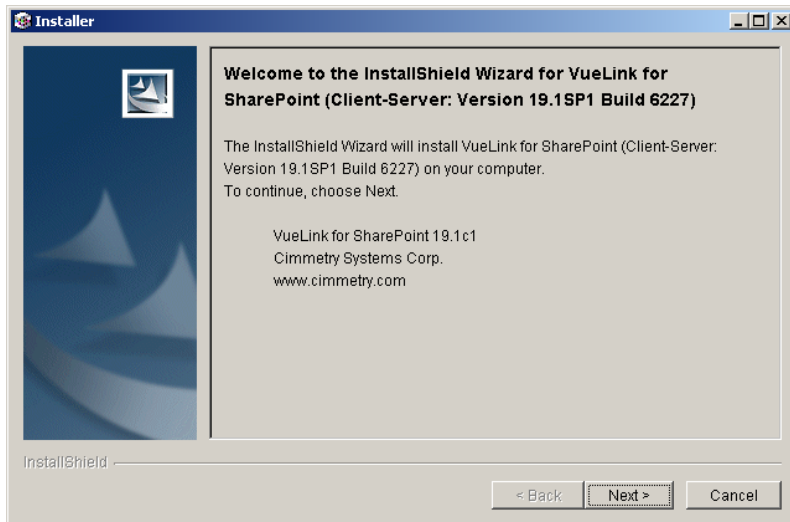 Installer
Welcome to the InstallShield Wizard for VueLink for
SharePoint (Client-Server: Version 19.1SP1 Build 6227)
The InstallShield Wizard will install VueLink for SharePoint (Client-Server:
Version 19.1SP1 Build 6227) on your computer.
To continue, choose Next.
VueLink for SharePoint 19.1c1
Cimmetry Systems Corp.
www.cimmetry.com
InstallShield
< Back Next > Cancel